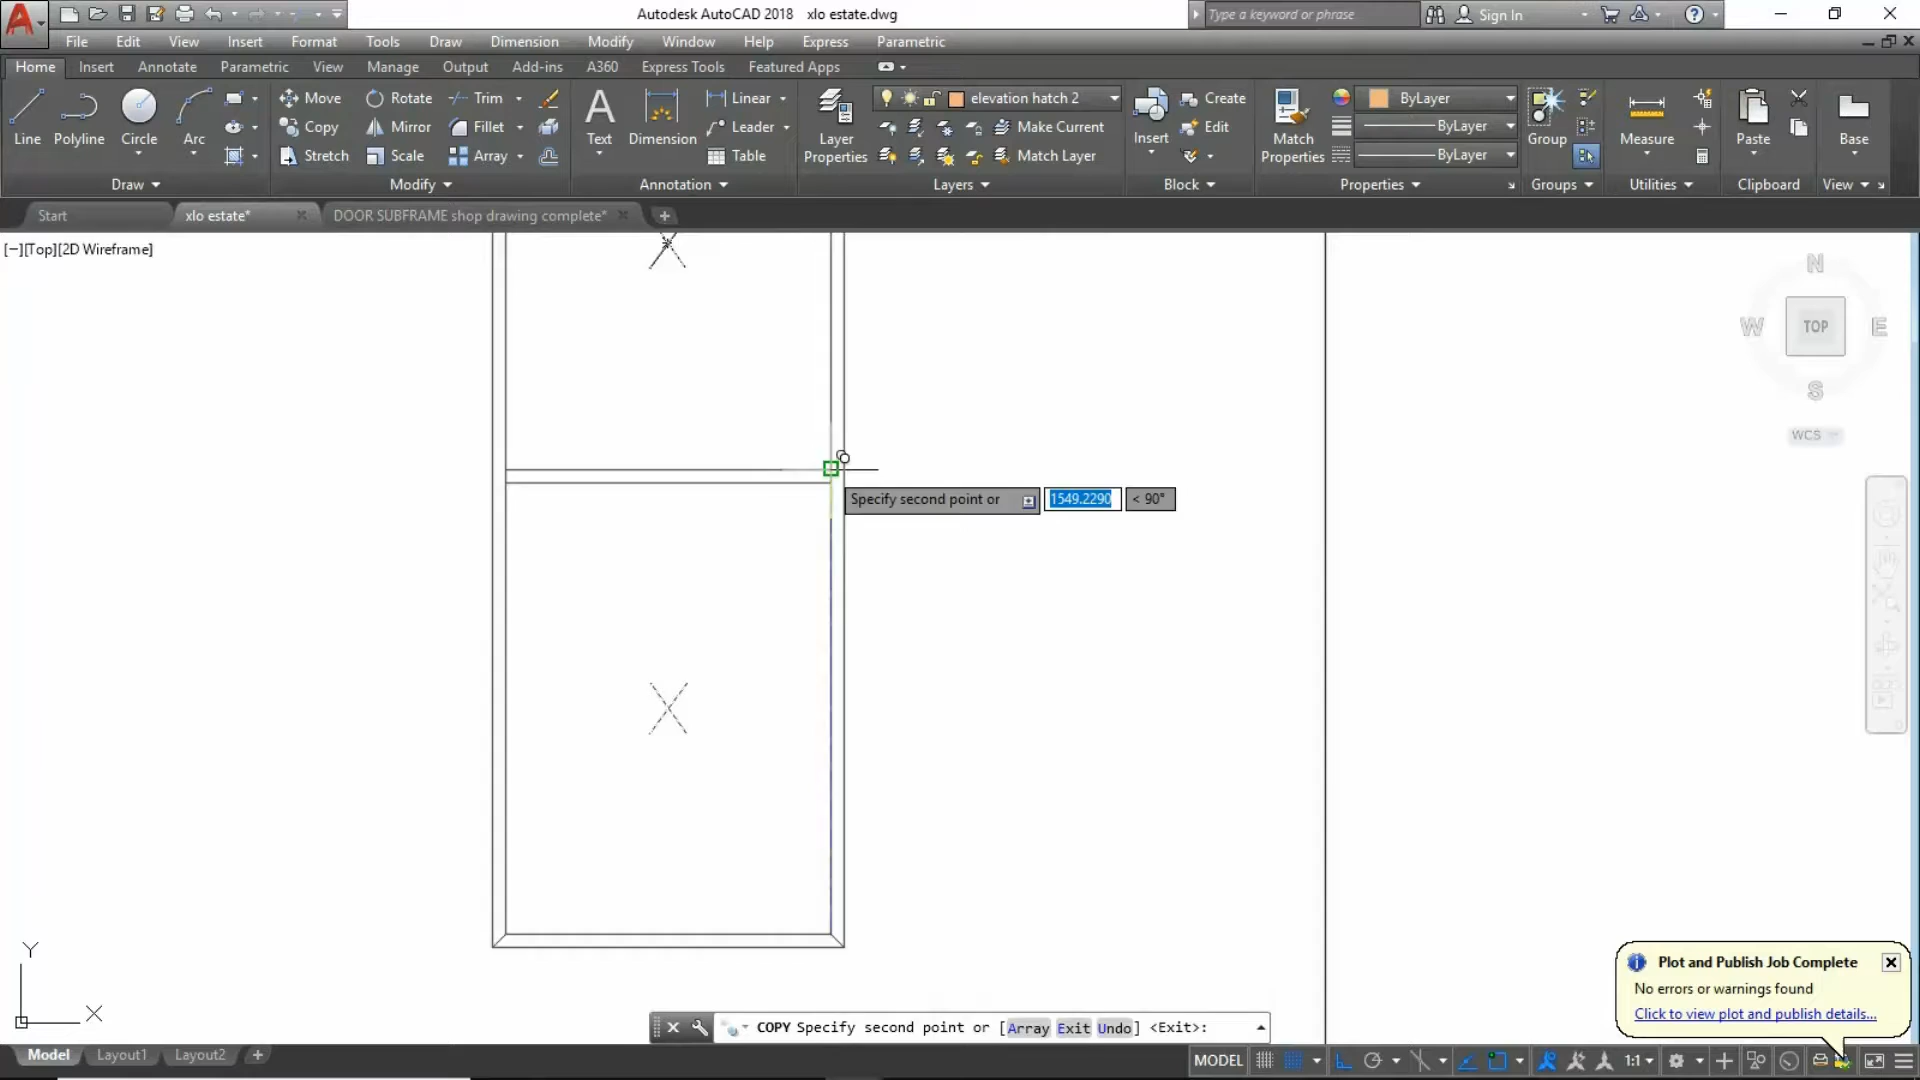 Autodesk AutoCAD 2018 xlo estate.dwg
Type a keyword or phrase
Sign In
File Edit View Insert Format Tools Draw Dimension Modify Window Help Express Parametric
Home Insert Annotate Parametric View Manage Output Add-ins A360 Express Tools Featured Apps
Line
Polyline
Circle
Arc
Draw
Move Rotate Trim
Copy Mirror Fillet
Stretch Scale Array
Modify
Text
Dimension
Linear
Leader
Table
Annotation
Layer Properties
elevation hatch 2
Make Current
Match Layer
Layers
Insert
Create
Edit
Block
Match Properties
ByLayer
ByLayer
ByLayer
Properties
Group
Groups
Measure
Utilities
Paste
Clipboard
Base
View
Start xlo estate* DOOR SUBFRAME shop drawing complete*
[−][Top][2D Wireframe]
N
W TOP E
S
WCS
Specify second point or 1549.2290 < 90°
Y
X
Plot and Publish Job Complete
No errors or warnings found
Click to view plot and publish details...
COPY Specify second point or [Array Exit Undo] <Exit>:
Model Layout1 Layout2
MODEL 1:1